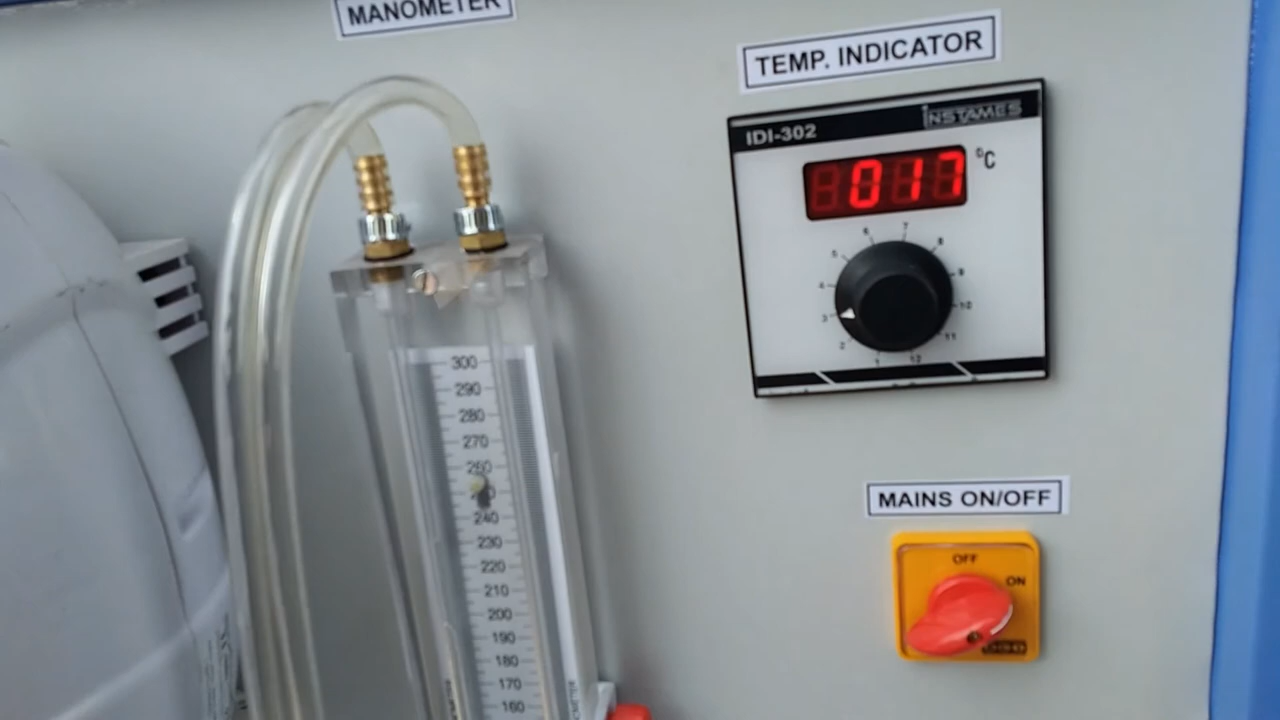 MANOMETER
TEMP. INDICATOR
IDI-302
INSTAMES
017
°C
6 7 8
5 9
4 10
3 11
2 1 12
300
290
280
270
260
240
230
220
210
200
190
180
170
160
MAINS ON/OFF
OFF
ON